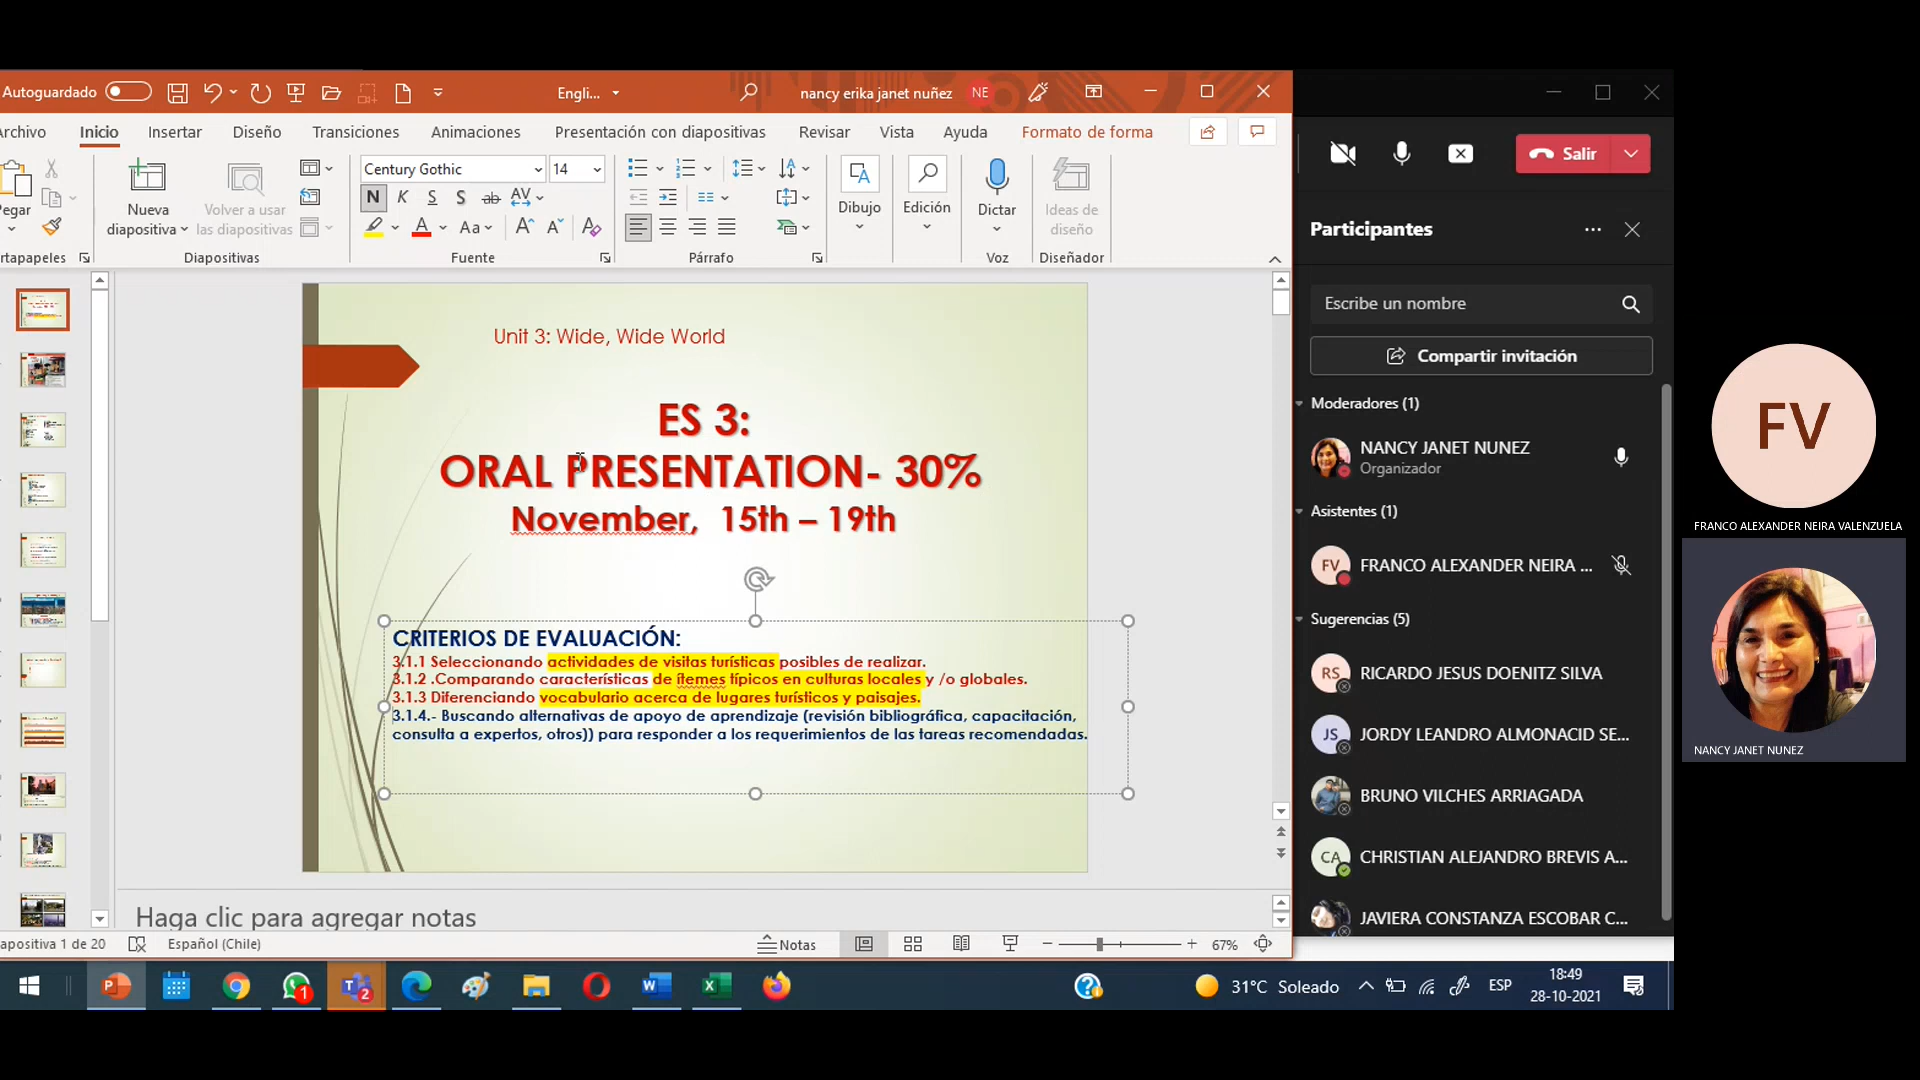 Autoguardado
Engli...
nancy erika janet nuñez
NE
Archivo
Inicio
Insertar
Diseño
Transiciones
Animaciones
Presentación con diapositivas
Revisar
Vista
Ayuda
Formato de forma
Pegar
Nueva
diapositiva
Volver a usar
las diapositivas
Century Gothic
14
N K S S ab AV
A Aa A A A
Dibujo
Edición
Dictar
Ideas de
diseño
rtapapeles
Diapositivas
Fuente
Párrafo
Voz
Diseñador
Unit 3: Wide, Wide World
ES 3:
ORAL PRESENTATION- 30%
November, 15th – 19th
CRITERIOS DE EVALUACIÓN:
3.1.1 Seleccionando actividades de visitas turísticas posibles de realizar.
3.1.2 .Comparando características de ítemes típicos en culturas locales y /o globales.
3.1.3 Diferenciando vocabulario acerca de lugares turísticos y paisajes.
3.1.4.- Buscando alternativas de apoyo de aprendizaje (revisión bibliográfica, capacitación,
consulta a expertos, otros)) para responder a los requerimientos de las tareas recomendadas.
Haga clic para agregar notas
apositiva 1 de 20
Español (Chile)
Notas
67%
Salir
Participantes
Escribe un nombre
Compartir invitación
Moderadores (1)
NANCY JANET NUNEZ
Organizador
Asistentes (1)
FV
FRANCO ALEXANDER NEIRA ...
Sugerencias (5)
RS
RICARDO JESUS DOENITZ SILVA
JS
JORDY LEANDRO ALMONACID SE...
BRUNO VILCHES ARRIAGADA
CA
CHRISTIAN ALEJANDRO BREVIS A...
JAVIERA CONSTANZA ESCOBAR C...
FV
FRANCO ALEXANDER NEIRA VALENZUELA
NANCY JANET NUNEZ
1
2
31°C Soleado
ESP
18:49
28-10-2021